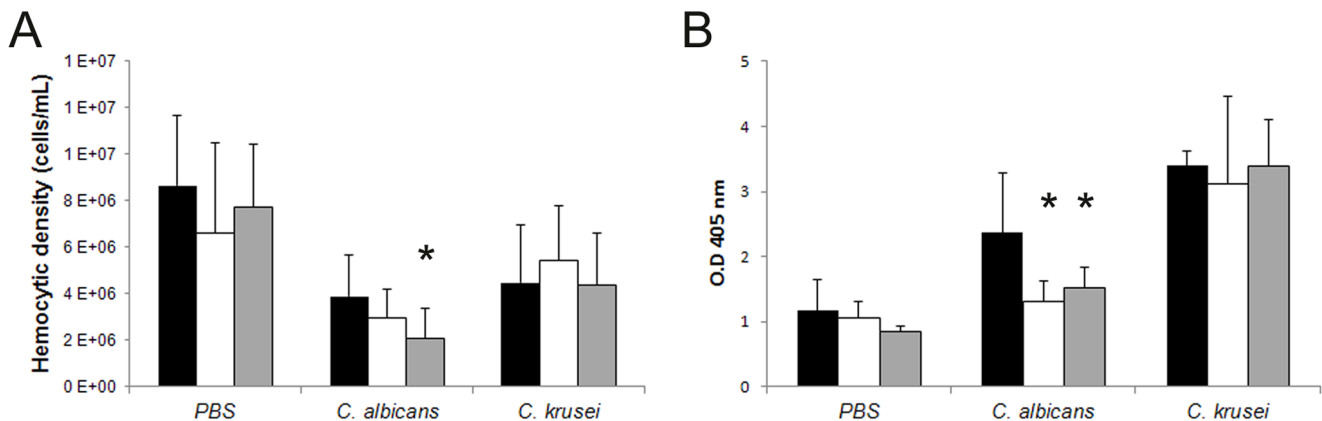 A
B
Hemocytic density (cells/mL)
1 E+07
1 E+07
1 E+07
8 E+06
6 E+06
4 E+06
2 E+06
0 E+00
*
PBS
C. albicans
C. krusei
O.D 405 nm
5
4
3
2
1
0
* *
PBS
C. albicans
C. krusei